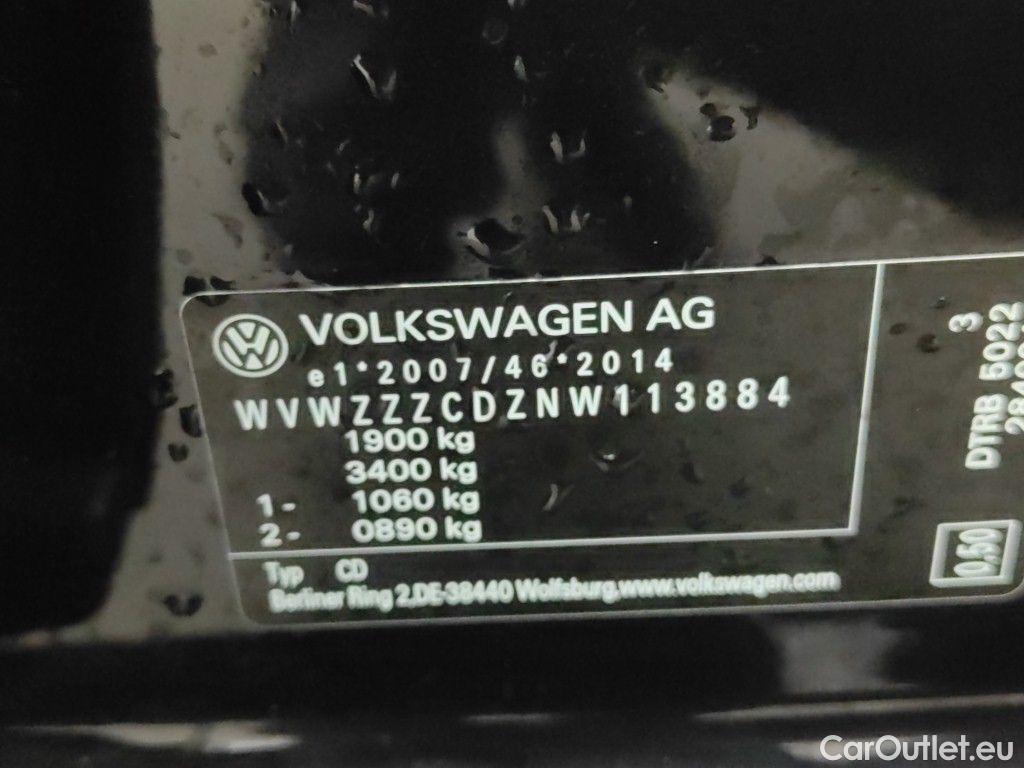 VOLKSWAGEN AG
e1*2007/46*2014
WVWZZZCDZNW113884
1900 kg
3400 kg
1- 1060 kg
2- 0890 kg
Typ CD
Berliner Ring 2,DE-38440 Wolfsburg,www.volkswagen.com
3
DTRB 5022
0,50
CarOutlet.eu